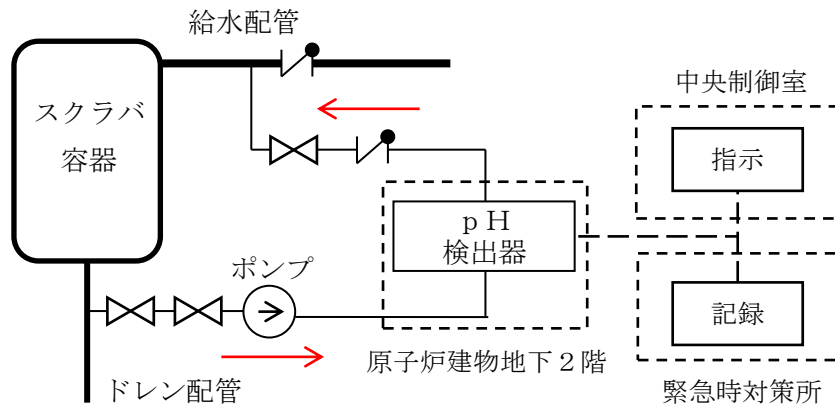 給水配管
スクラバ
容器
中央制御室
指示
ｐＨ
検出器
ポンプ
記録
原子炉建物地下２階
ドレン配管
緊急時対策所